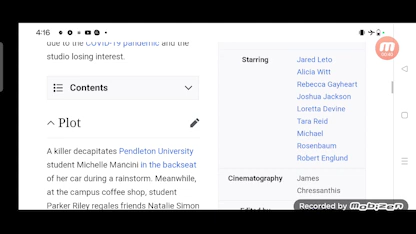 4:16
due to the COVID-19 pandemic and the
studio losing interest.
Contents
Plot
A killer decapitates Pendleton University
student Michelle Mancini in the backseat
of her car during a rainstorm. Meanwhile,
at the campus coffee shop, student
Parker Riley regales friends Natalie Simon
Starring
Jared Leto
Alicia Witt
Rebecca Gayheart
Joshua Jackson
Loretta Devine
Tara Reid
Michael
Rosenbaum
Robert Englund
Cinematography
James
Chressanthis
Edited by
Recorded by Mobizen